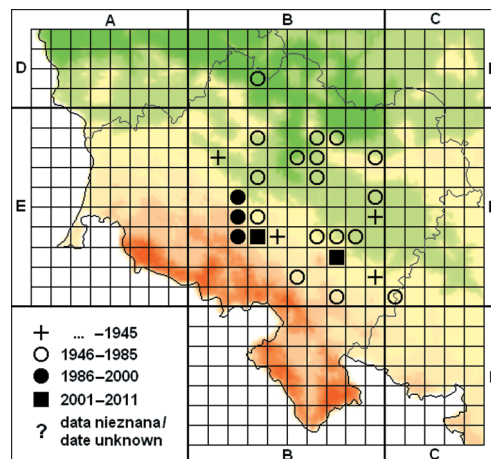 A B C
D
E E
+ ... –1945
○ 1946–1985
● 1986–2000
■ 2001–2011
? data nieznana/
date unknown
B C